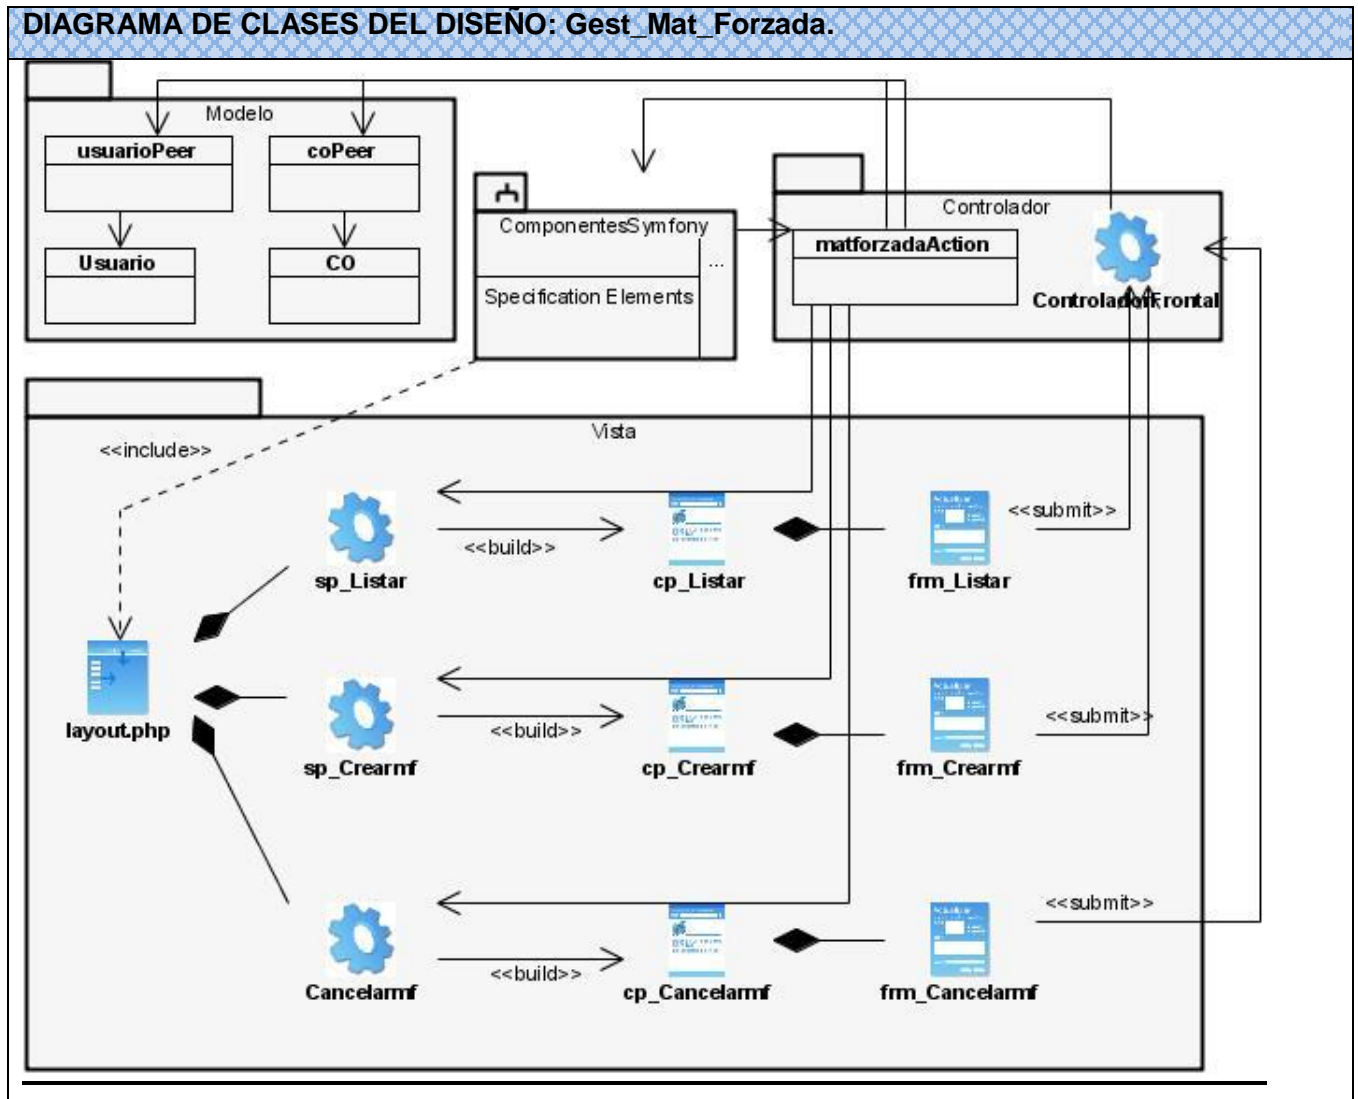 DIAGRAMA DE CLASES DEL DISEÑO: Gest_Mat_Forzada.
Modelo
usuarioPeer
coPeer
Usuario
CO
ComponentesSymfony
...
Specification Elements
Controlador
matforzadaAction
ControladorFrontal
Vista
<<include>>
<<submit>>
<<build>>
sp_Listar
cp_Listar
frm_Listar
layout.php
<<submit>>
<<build>>
sp_Crearmf
cp_Crearmf
frm_Crearmf
<<submit>>
<<build>>
Cancelarmf
cp_Cancelarmf
frm_Cancelarmf